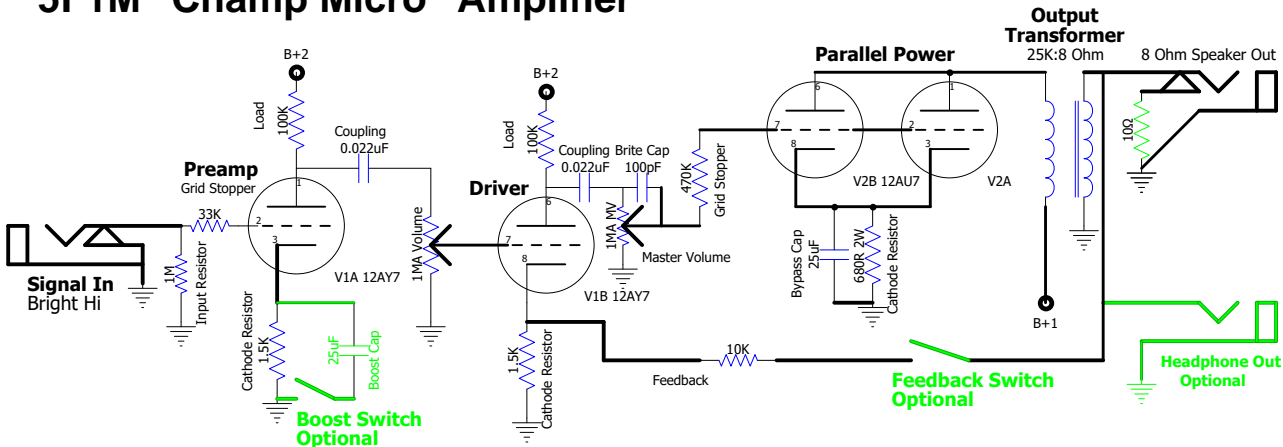 5F1M "Champ Micro" Amplifier
Output
Transformer
25K:8 Ohm
8 Ohm Speaker Out
Parallel Power
B+2
B+2
Load
100K
Coupling
0.022uF
Load
100K
Coupling
0.022uF
Brite Cap
100pF
6
1
7
8
2
3
470K
Grid Stopper
10Ω
Preamp
Grid Stopper
33K
1
2
3
Driver
6
7
8
V2B 12AU7
V2A
1MA Volume
1MA MV
Master Volume
V1A 12AY7
V1B 12AY7
Signal In
Bright Hi
1M
Input Resistor
Bypass Cap
25uF
680R 2W
Cathode Resistor
B+1
Cathode Resistor
1.5K
25uF
Boost Cap
1.5K
Cathode Resistor
10K
Feedback
Feedback Switch
Optional
Headphone Out
Optional
Boost Switch
Optional